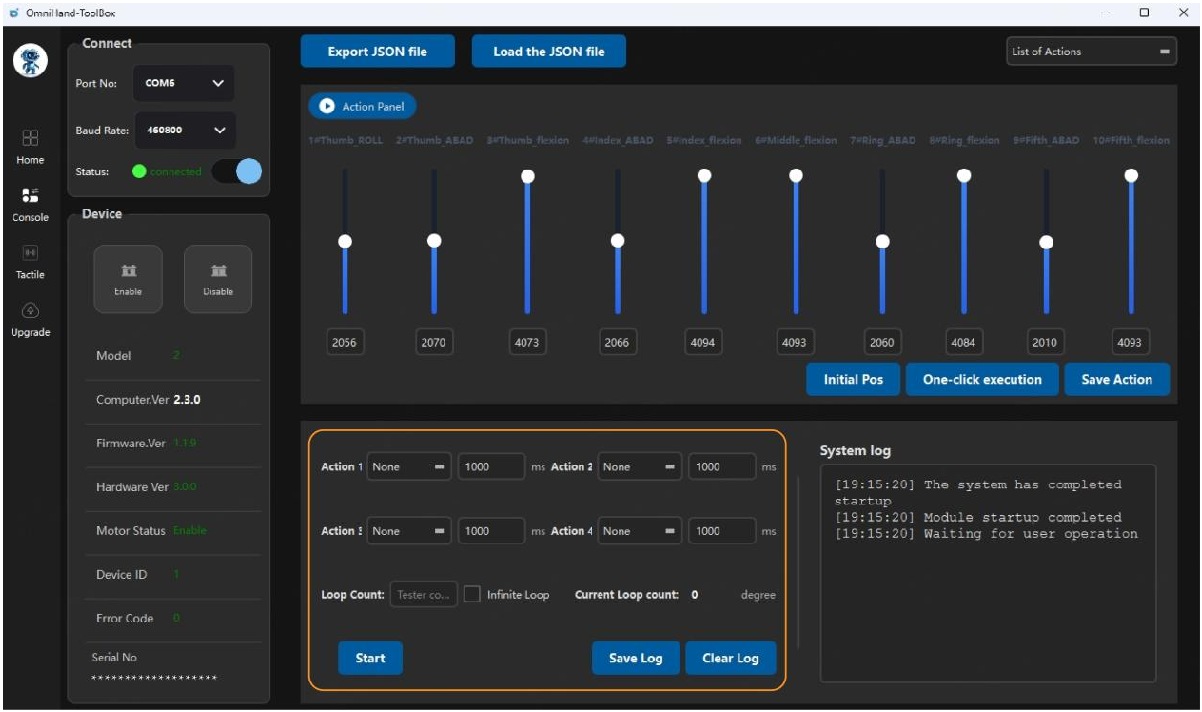 OmniHand-ToolBox
Connect
Port No: COM6
Baud Rate: 460800
Status: connected
Home
Console
Tactile
Upgrade
Device
Enable
Disable
Model 2
Computer.Ver 2.3.0
Firmware.Ver 1.1.9
Hardware Ver 3.0.0
Motor Status Enable
Device ID 1
Error Code 0
Serial No
*******************
Export JSON file
Load the JSON file
List of Actions
Action Panel
1#Thumb_ROLL 2#Thumb_ABAD 3#Thumb_flexion 4#Index_ABAD 5#Index_flexion 6#Middle_flexion 7#Ring_ABAD 8#Ring_flexion 9#Fifth_ABAD 10#Fifth_flexion
2056 2070 4073 2066 4094 4093 2060 4084 2010 4093
Initial Pos
One-click execution
Save Action
Action 1 None 1000 ms Action 2 None 1000 ms
Action 3 None 1000 ms Action 4 None 1000 ms
Loop Count: Tester co... Infinite Loop Current Loop count: 0 degree
Start
Save Log
Clear Log
System log
[19:15:20] The system has completed
startup
[19:15:20] Module startup completed
[19:15:20] Waiting for user operation